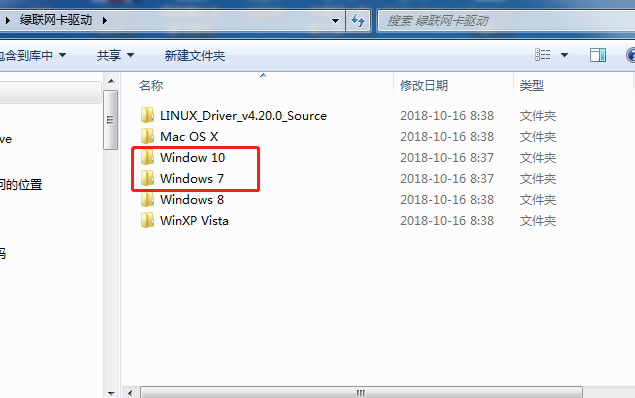 绿联网卡驱动
搜索 绿联网卡驱动
包含到库中 共享 新建文件夹
名称 修改日期 类型
LINUX_Driver_v4.20.0_Source 2018-10-16 8:38 文件夹
Mac OS X 2018-10-16 8:38 文件夹
Window 10 2018-10-16 8:37 文件夹
Windows 7 2018-10-16 8:37 文件夹
Windows 8 2018-10-16 8:38 文件夹
WinXP Vista 2018-10-16 8:38 文件夹
ve
问的位置
码